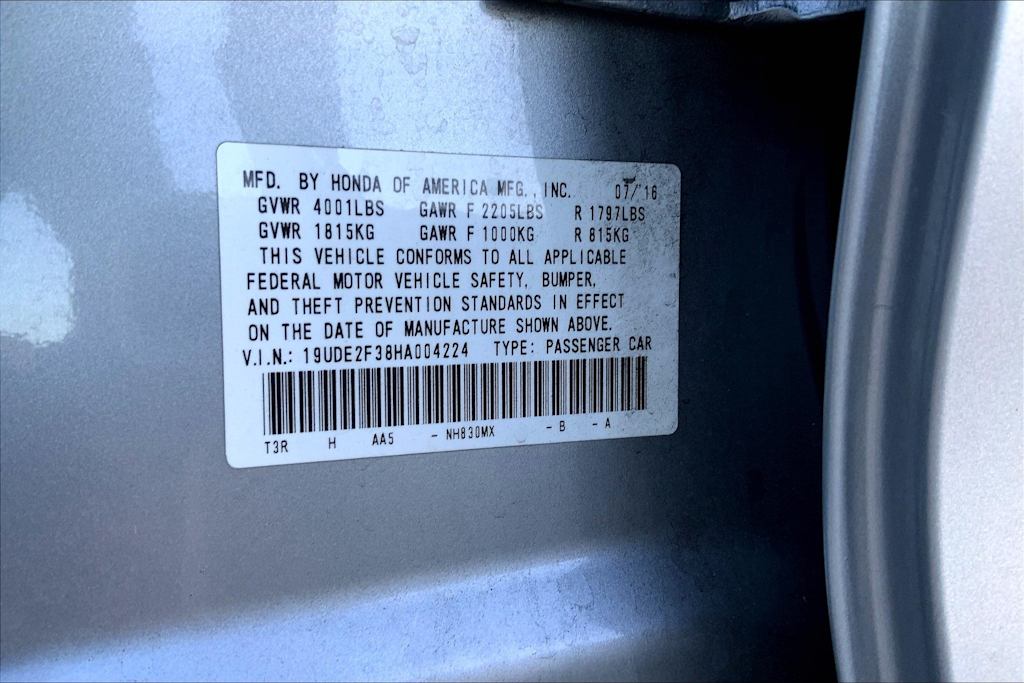 MFD. BY HONDA OF AMERICA MFG., INC. 07/'16
GVWR 4001LBS GAWR F 2205LBS R 1797LBS
GVWR 1815KG GAWR F 1000KG R 815KG
THIS VEHICLE CONFORMS TO ALL APPLICABLE
FEDERAL MOTOR VEHICLE SAFETY, BUMPER,
AND THEFT PREVENTION STANDARDS IN EFFECT
ON THE DATE OF MANUFACTURE SHOWN ABOVE.
V.I.N.: 19UDE2F38HA004224 TYPE: PASSENGER CAR
T3R H AA5 - NH830MX - B - A